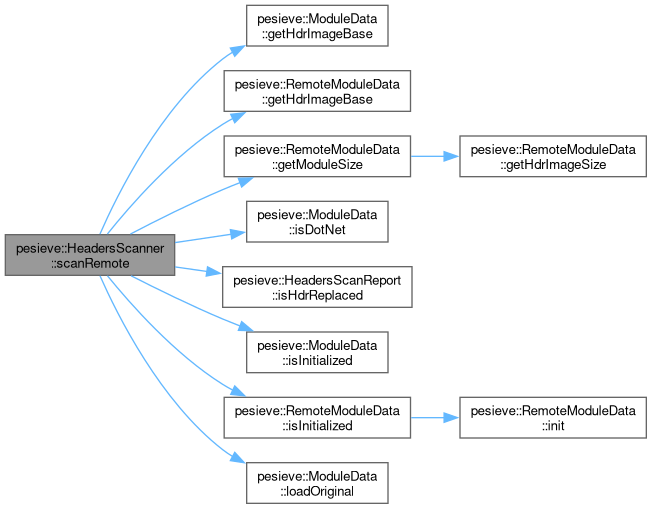 pesieve::ModuleData
::getHdrImageBase
pesieve::RemoteModuleData
::getHdrImageBase
pesieve::RemoteModuleData
::getModuleSize
pesieve::RemoteModuleData
::getHdrImageSize
pesieve::ModuleData
::isDotNet
pesieve::HeadersScanner
::scanRemote
pesieve::HeadersScanReport
::isHdrReplaced
pesieve::ModuleData
::isInitialized
pesieve::RemoteModuleData
::isInitialized
pesieve::RemoteModuleData
::init
pesieve::ModuleData
::loadOriginal